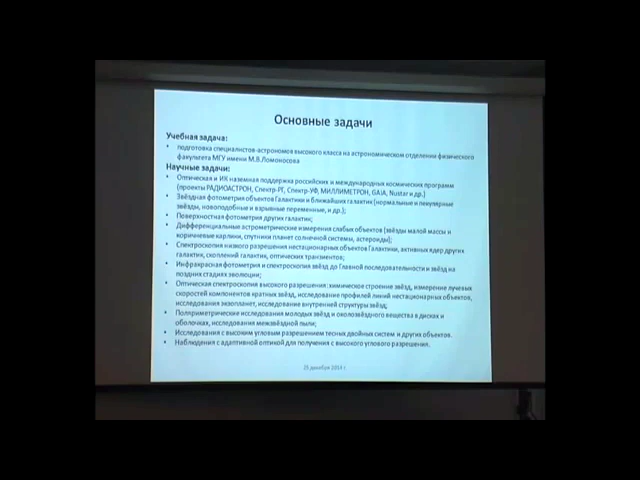 Основные задачи
Учебная задача:
• подготовка специалистов-астрономов высокого класса на астрономическом отделении физического
факультета МГУ имени М.В.Ломоносова
Научные задачи:
• Оптическая и ИК наземная поддержка российских и международных космических программ
(проекты РАДИОАСТРОН, Спектр-РГ, Спектр-УФ, МИЛЛИМЕТРОН, GAIA, Nustar и др.)
• Звёздная фотометрия объектов Галактики и ближайших галактик (нормальные и пекулярные
звёзды, новоподобные и взрывные переменные, и др.);
• Поверхностная фотометрия других галактик;
• Дифференциальные астрометрические измерения слабых объектов (звёзды малой массы и
коричневые карлики, спутники планет солнечной системы, астероиды);
• Спектроскопия низкого разрешения нестационарных объектов Галактики, активных ядер других
галактик, скоплений галактик, оптических транзиентов;
• Инфракрасная фотометрия и спектроскопия звёзд до Главной последовательности и звёзд на
поздних стадиях эволюции;
• Оптическая спектроскопия высокого разрешения: химическое строение звёзд, измерение лучевых
скоростей компонентов кратных звёзд, исследование профилей линий нестационарных объектов,
исследования экзопланет, исследование внутренней структуры звёзд;
• Поляриметрические исследования молодых звёзд и околозвёздного вещества в дисках и
оболочках, исследования межзвёздной пыли;
• Исследования с высоким угловым разрешением тесных двойных систем и других объектов.
• Наблюдения с адаптивной оптикой для получения с высокого углового разрешения.
декабря 2014 г.